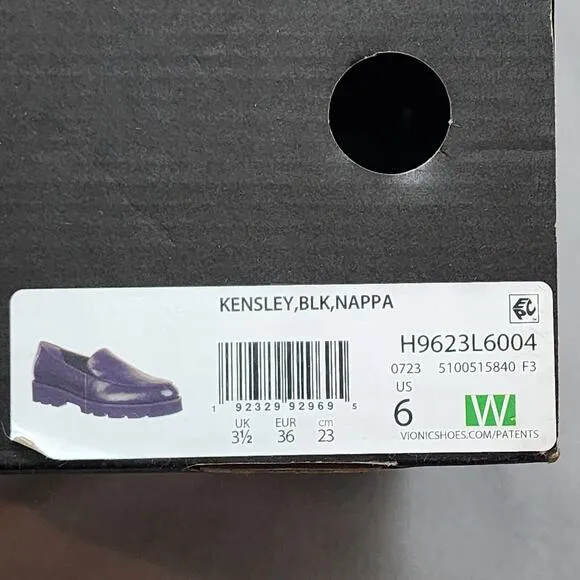 KENSLEY,BLK,NAPPA
H9623L6004
0723 5100515840 F3
US
6 W
VIONICSHOES.COM/PATENTS
1 92329 92969 5
UK EUR cm
3½ 36 23